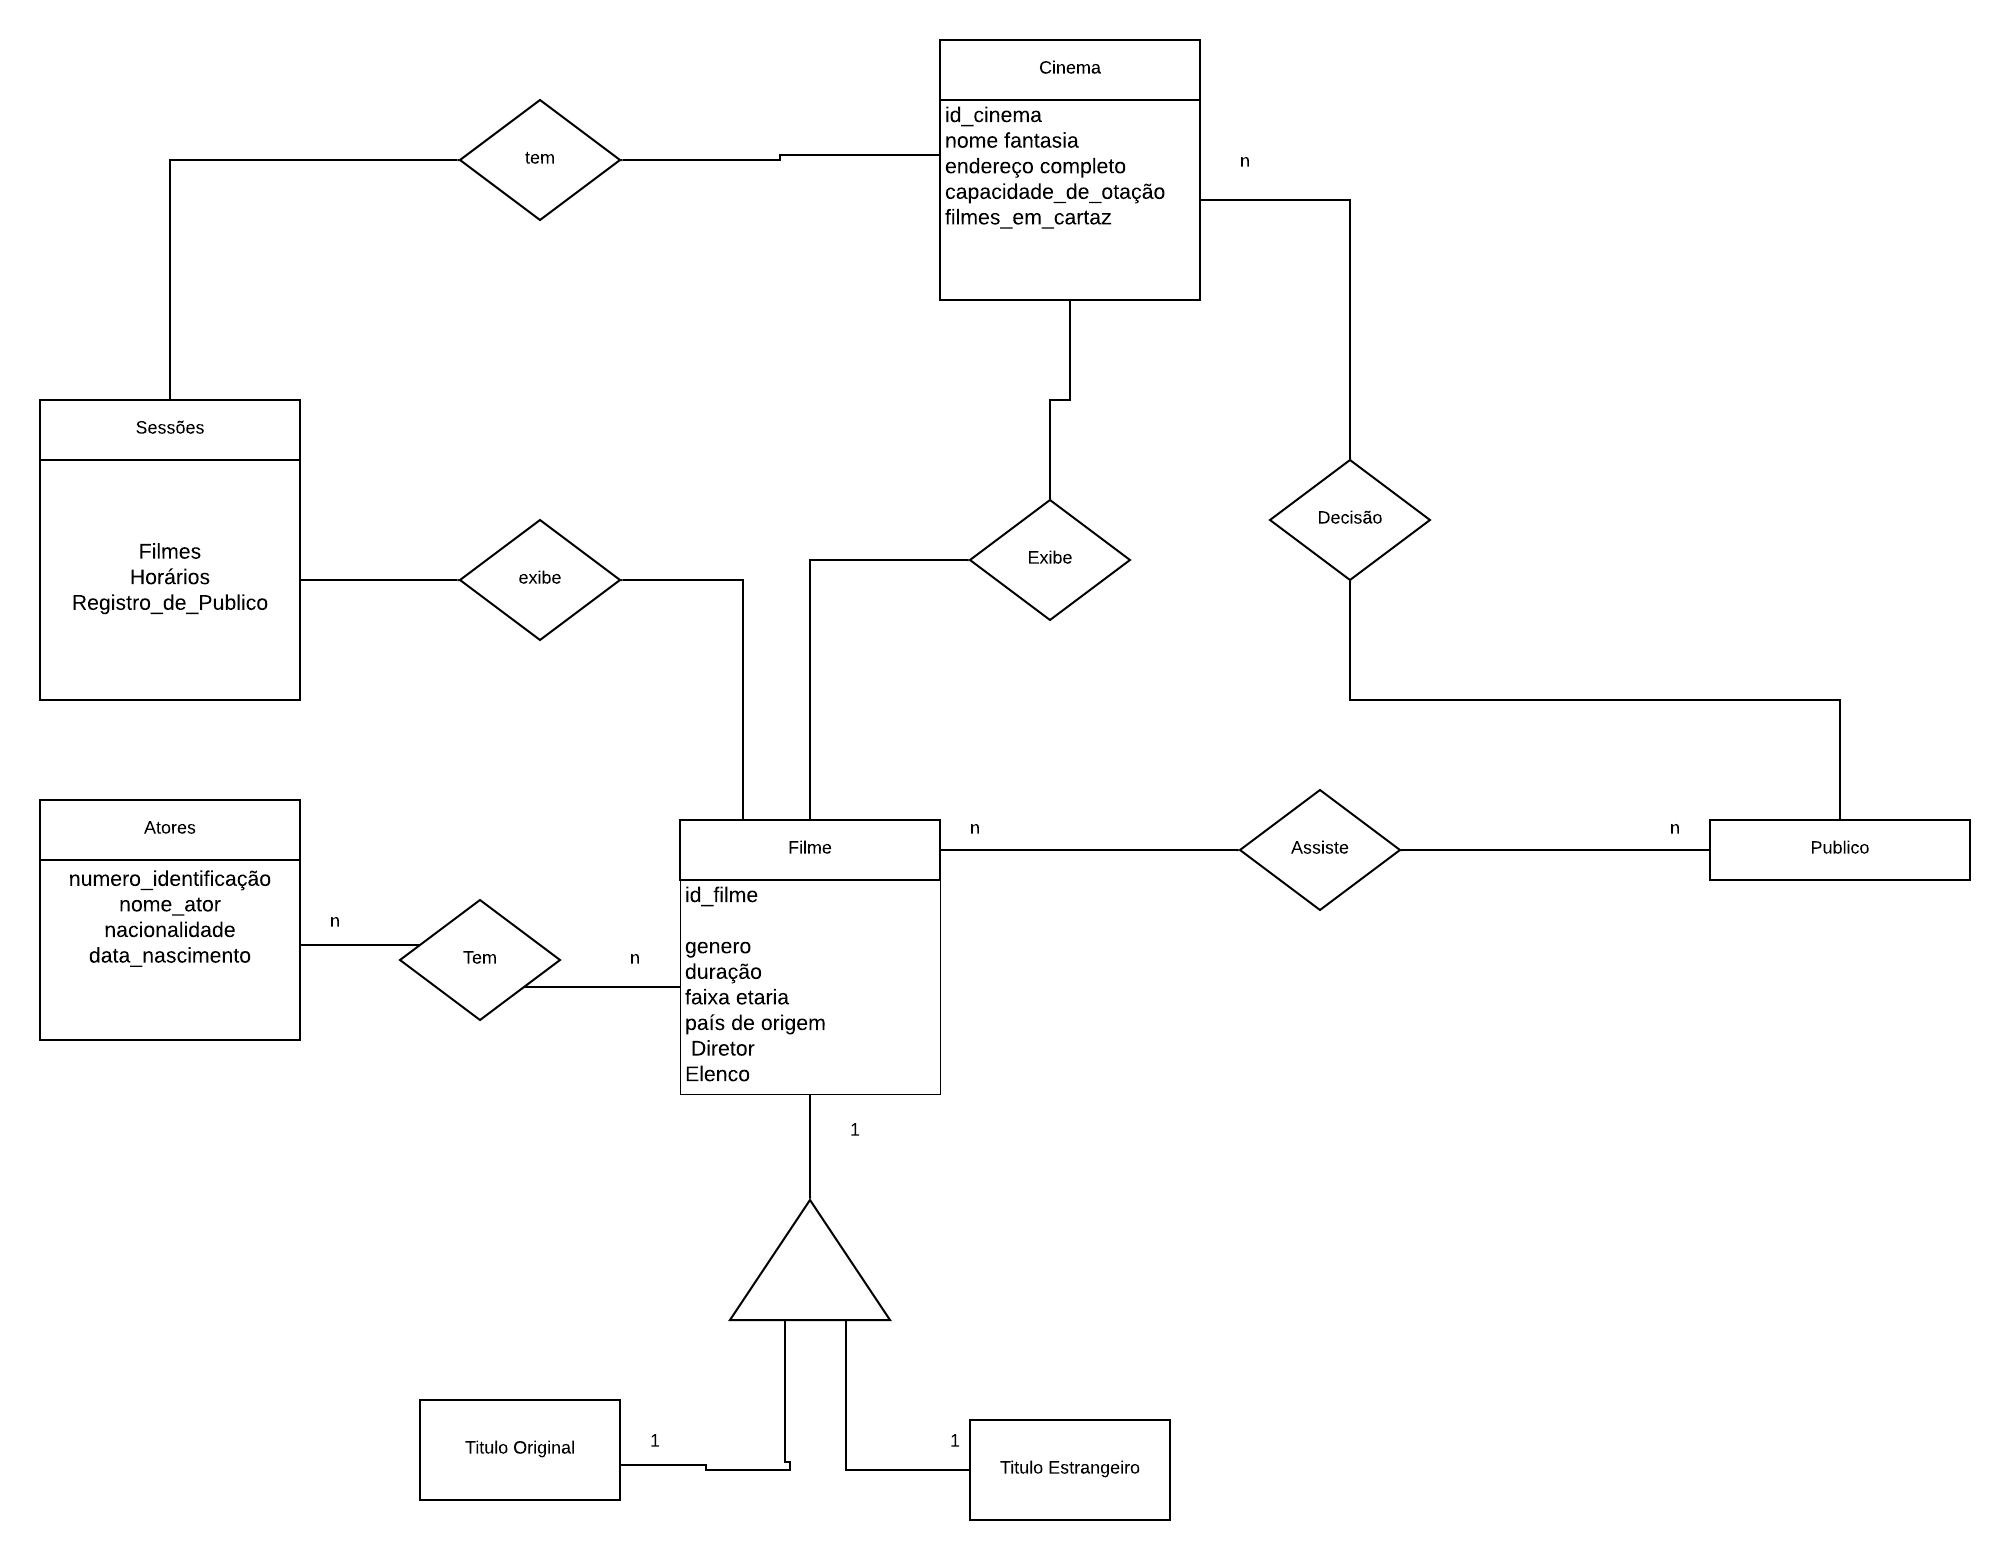 Cinema
id_cinema
nome fantasia
endereço completo
capacidade_de_otação
filmes_em_cartaz
n
tem
Sessões
Filmes
Horários
Registro_de_Publico
exibe
Exibe
Decisão
Atores
numero_identificação
nome_ator
nacionalidade
data_nascimento
n
Tem
n
Filme
id_filme
genero
duração
faixa etaria
país de origem
Diretor
Elenco
n
Assiste
n
Publico
1
Titulo Original
1
1
Titulo Estrangeiro